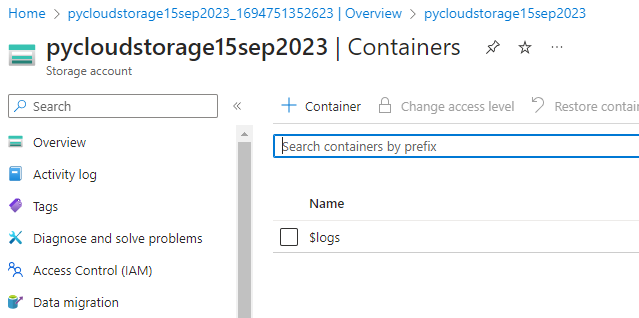 Home > pycloudstorage15sep2023_1694751352623 | Overview > pycloudstorage15sep2023
pycloudstorage15sep2023 | Containers
Storage account
Search
Overview
Activity log
Tags
Diagnose and solve problems
Access Control (IAM)
Data migration
+ Container Change access level Restore contain
Search containers by prefix
Name
$logs